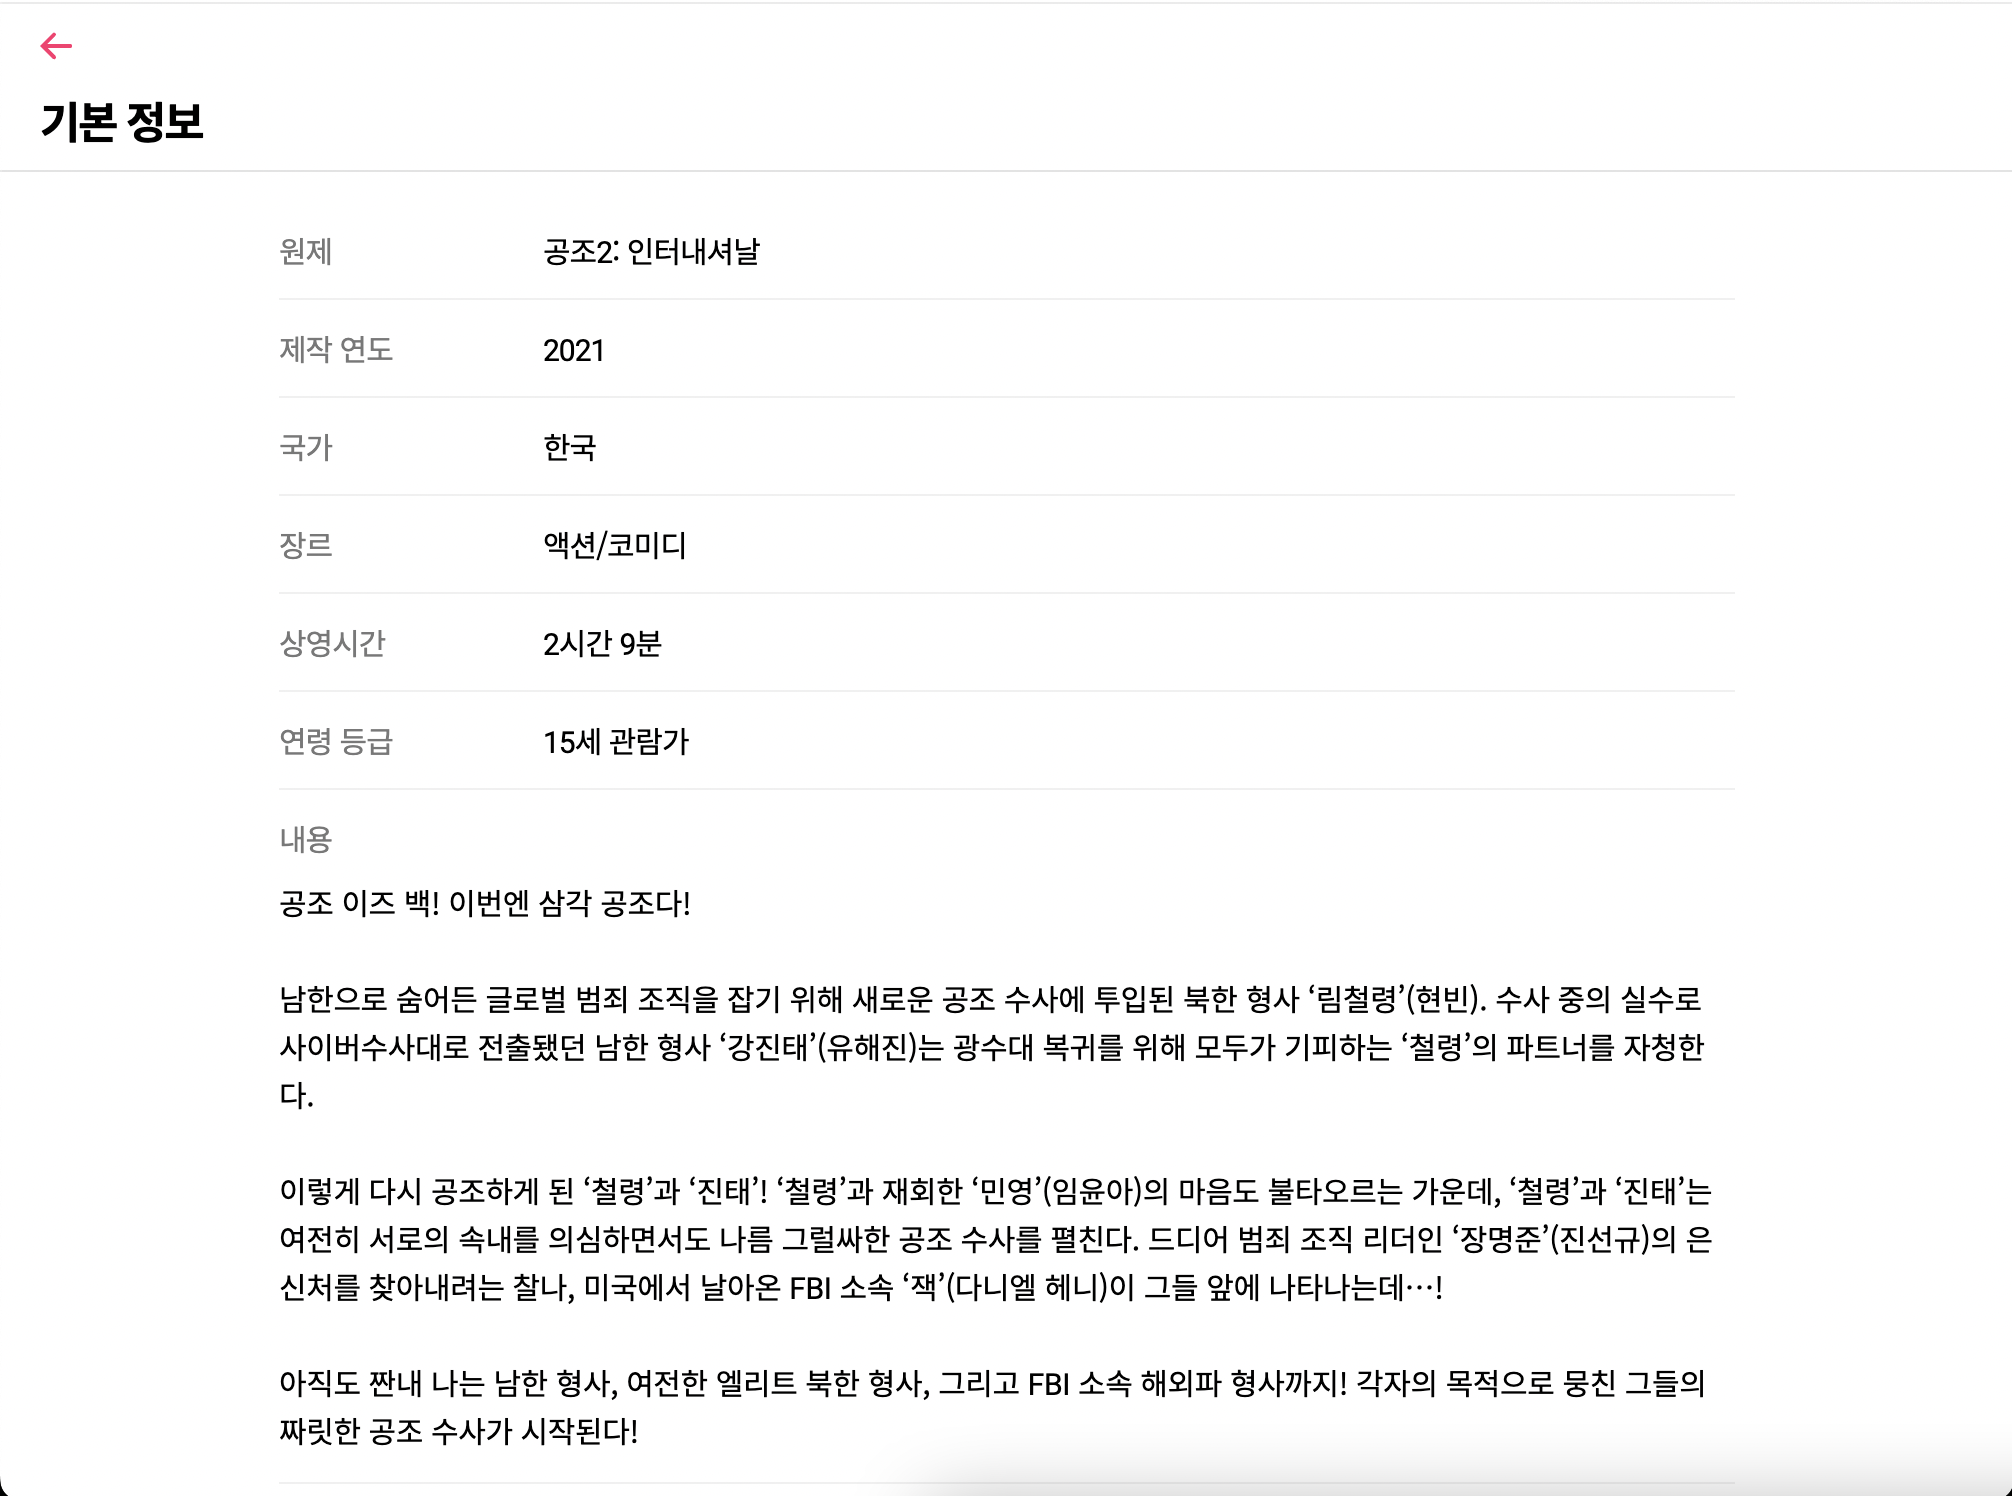 기본 정보
원제 공조2: 인터내셔날
제작 연도 2021
국가 한국
장르 액션/코미디
상영시간 2시간 9분
연령 등급 15세 관람가
내용
공조 이즈 백! 이번엔 삼각 공조다!
남한으로 숨어든 글로벌 범죄 조직을 잡기 위해 새로운 공조 수사에 투입된 북한 형사 ‘림철령’(현빈). 수사 중의 실수로
사이버수사대로 전출됐던 남한 형사 ‘강진태’(유해진)는 광수대 복귀를 위해 모두가 기피하는 ‘철령’의 파트너를 자청한
다.
이렇게 다시 공조하게 된 ‘철령’과 ‘진태’! ‘철령’과 재회한 ‘민영’(임윤아)의 마음도 불타오르는 가운데, ‘철령’과 ‘진태’는
여전히 서로의 속내를 의심하면서도 나름 그럴싸한 공조 수사를 펼친다. 드디어 범죄 조직 리더인 ‘장명준’(진선규)의 은
신처를 찾아내려는 찰나, 미국에서 날아온 FBI 소속 ‘잭’(다니엘 헤니)이 그들 앞에 나타나는데…!
아직도 짠내 나는 남한 형사, 여전한 엘리트 북한 형사, 그리고 FBI 소속 해외파 형사까지! 각자의 목적으로 뭉친 그들의
짜릿한 공조 수사가 시작된다!